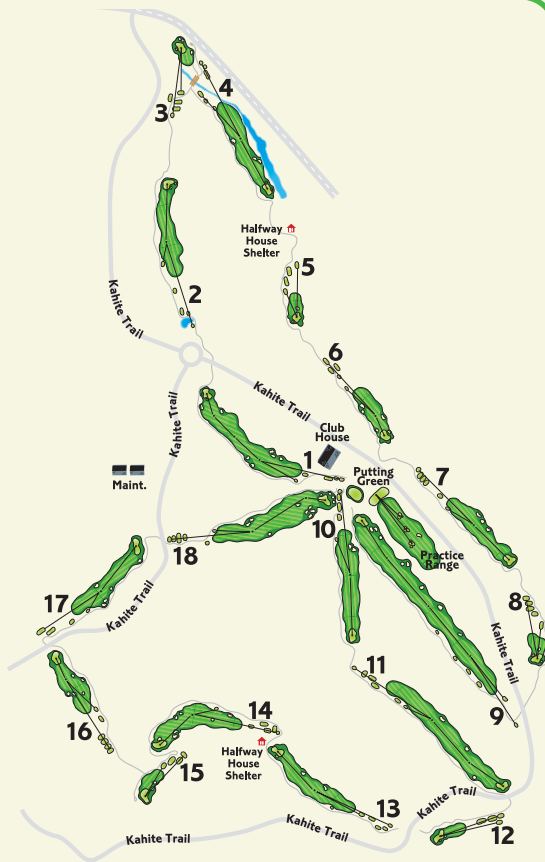 4
3
Halfway
House
Shelter
5
2
Kahite Trail
6
Kahite Trail
Kahite Trail
Club
House
1
Putting
Green
7
Maint.
10
18
Practice
Range
8
17
Kahite Trail
Kahite Trail
11
9
16
14
Halfway
House
Shelter
15
13
Kahite Trail
12
Kahite Trail
Kahite Trail